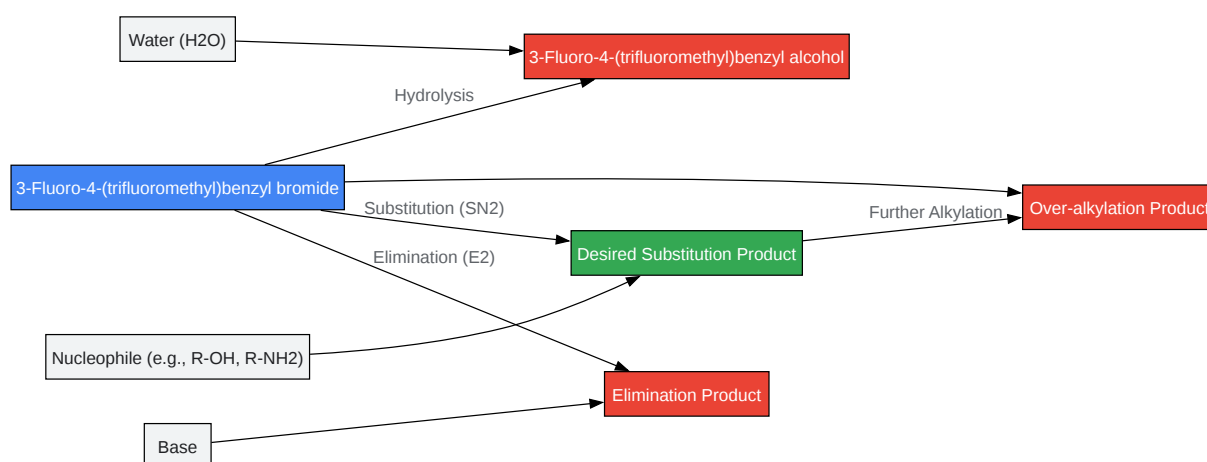 Water (H2O)
3-Fluoro-4-(trifluoromethyl)benzyl alcohol
Hydrolysis
3-Fluoro-4-(trifluoromethyl)benzyl bromide
Substitution (SN2)
Further Alkylation
Over-alkylation Product
Desired Substitution Product
Elimination (E2)
Nucleophile (e.g., R-OH, R-NH2)
Elimination Product
Base